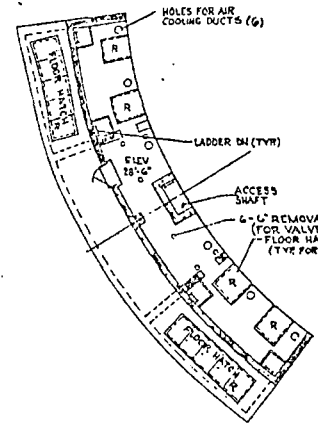 HOLES FOR AIR
COOLING DUCTS (6)
R
FLOOR HATCH
R
R
LADDER DN (TYP)
ELEV
28'-6"
ACCESS
SHAFT
6-6" REMOVA
(FOR VALV
FLOOR HA
(TYP FOR
R
R
FLOOR HATCH
R